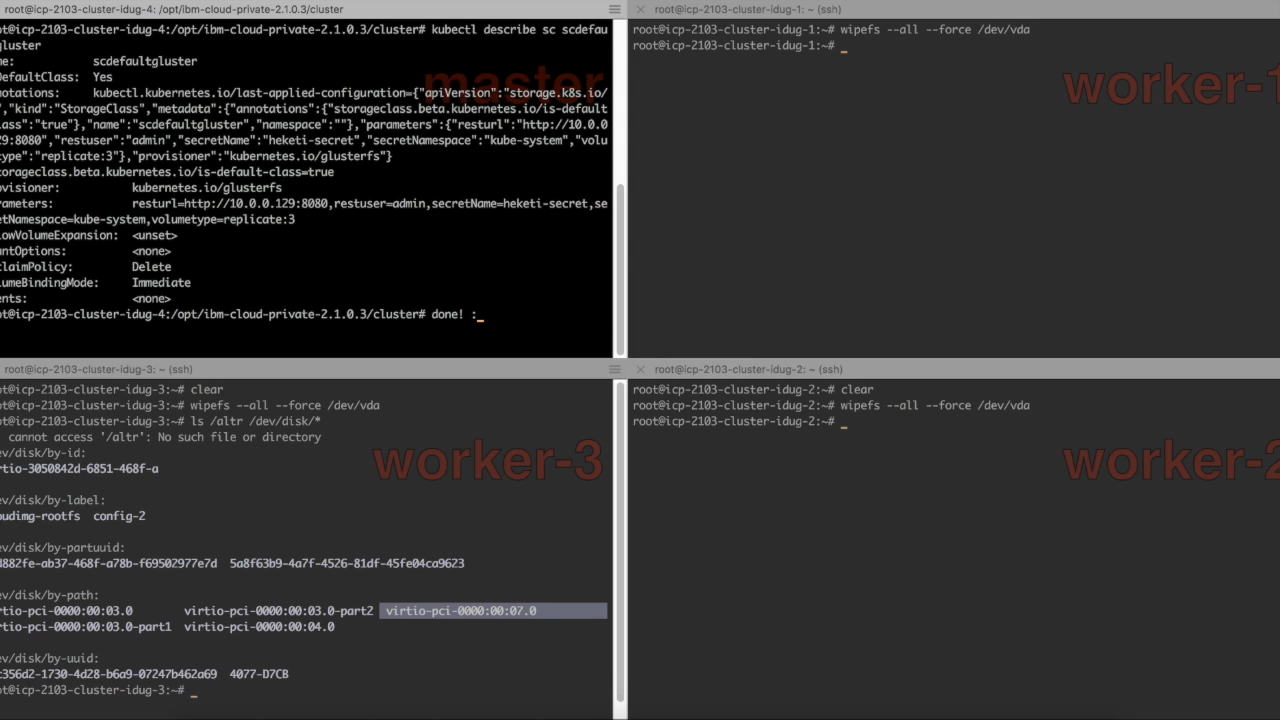 root@icp-2103-cluster-idug-4: /opt/ibm-cloud-private-2.1.0.3/cluster
ot@icp-2103-cluster-idug-4:/opt/ibm-cloud-private-2.1.0.3/cluster# kubectl describe sc scdefau
gluster
me: scdefaultgluster
DefaultClass: Yes
notations: kubectl.kubernetes.io/last-applied-configuration={"apiVersion":"storage.k8s.io/
","kind":"StorageClass","metadata":{"annotations":{"storageclass.beta.kubernetes.io/is-default
lass":"true"},"name":"scdefaultgluster","namespace":""},"parameters":{"resturl":"http://10.0.0
129:8080","restuser":"admin","secretName":"heketi-secret","secretNamespace":"kube-system","volu
type":"replicate:3"},"provisioner":"kubernetes.io/glusterfs"}
torageclass.beta.kubernetes.io/is-default-class=true
ovisioner: kubernetes.io/glusterfs
rameters: resturl=http://10.0.0.129:8080,restuser=admin,secretName=heketi-secret,se
etNamespace=kube-system,volumetype=replicate:3
lowVolumeExpansion: <unset>
untOptions: <none>
claimPolicy: Delete
lumeBindingMode: Immediate
ents: <none>
ot@icp-2103-cluster-idug-4:/opt/ibm-cloud-private-2.1.0.3/cluster# done! :
master
root@icp-2103-cluster-idug-1: ~ (ssh)
root@icp-2103-cluster-idug-1:~# wipefs --all --force /dev/vda
root@icp-2103-cluster-idug-1:~#
worker-1
root@icp-2103-cluster-idug-3: ~ (ssh)
ot@icp-2103-cluster-idug-3:~# clear
ot@icp-2103-cluster-idug-3:~# wipefs --all --force /dev/vda
ot@icp-2103-cluster-idug-3:~# ls /altr /dev/disk/*
cannot access '/altr': No such file or directory
ev/disk/by-id:
rtio-3050842d-6851-468f-a
ev/disk/by-label:
oudimg-rootfs config-2
ev/disk/by-partuuid:
d882fe-ab37-468f-a78b-f69502977e7d 5a8f63b9-4a7f-4526-81df-45fe04ca9623
ev/disk/by-path:
rtio-pci-0000:00:03.0 virtio-pci-0000:00:03.0-part2 virtio-pci-0000:00:07.0
rtio-pci-0000:00:03.0-part1 virtio-pci-0000:00:04.0
ev/disk/by-uuid:
c356d2-1730-4d28-b6a9-07247b462a69 4077-D7CB
ot@icp-2103-cluster-idug-3:~#
worker-3
root@icp-2103-cluster-idug-2: ~ (ssh)
root@icp-2103-cluster-idug-2:~# clear
root@icp-2103-cluster-idug-2:~# wipefs --all --force /dev/vda
root@icp-2103-cluster-idug-2:~#
worker-2